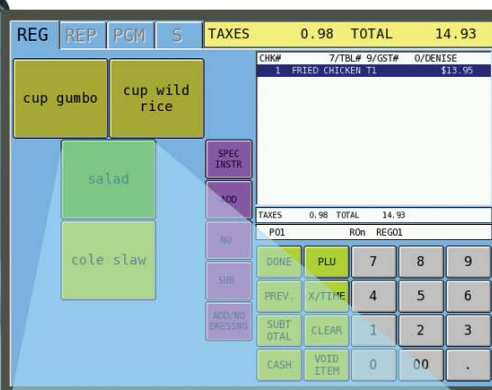 REG REP PGM S TAXES 0.98 TOTAL 14.93
CHK# 7/TBL# 9/GST# 0/DENISE
1 FRIED CHICKEN T1 $13.95
cup gumbo
cup wild
rice
salad
cole slaw
SPEC
INSTR
ADD
NO
SUB
ADD/NO
DRESSNG
TAXES 0.98 TOTAL 14.93
P01 ROn REG01
DONE PLU 7 8 9
PREV. X/TIME 4 5 6
SUBT
OTAL CLEAR 1 2 3
CASH VOID
ITEM 0 00 .